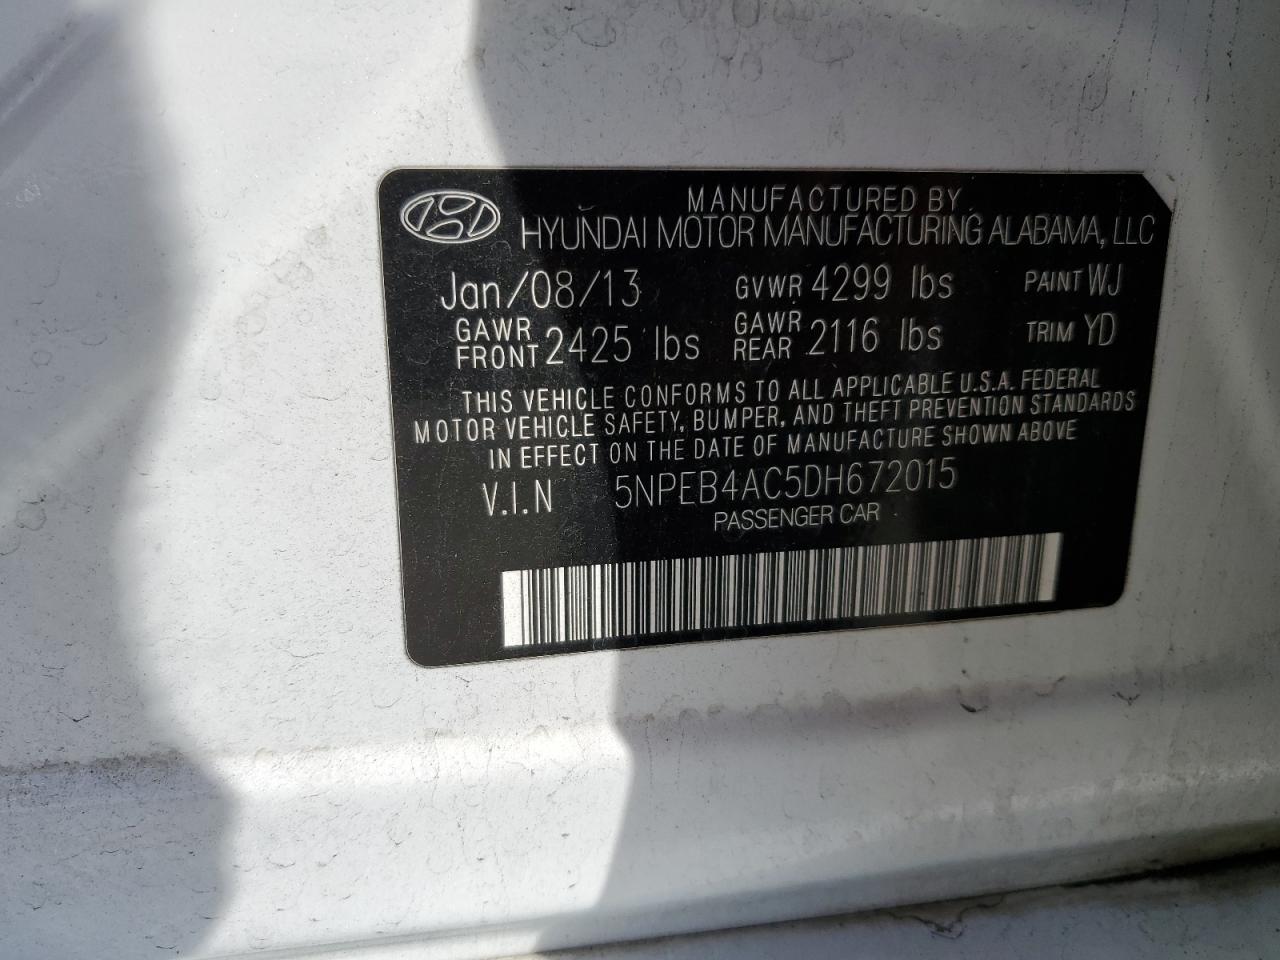 MANUFACTURED BY
HYUNDAI MOTOR MANUFACTURING ALABAMA, LLC
Jan/08/13 GVWR 4299 lbs PAINT WJ
GAWR FRONT 2425 lbs GAWR REAR 2116 lbs TRIM YD
THIS VEHICLE CONFORMS TO ALL APPLICABLE U.S.A. FEDERAL
MOTOR VEHICLE SAFETY, BUMPER, AND THEFT PREVENTION STANDARDS
IN EFFECT ON THE DATE OF MANUFACTURE SHOWN ABOVE
V.I.N 5NPEB4AC5DH672015
PASSENGER CAR